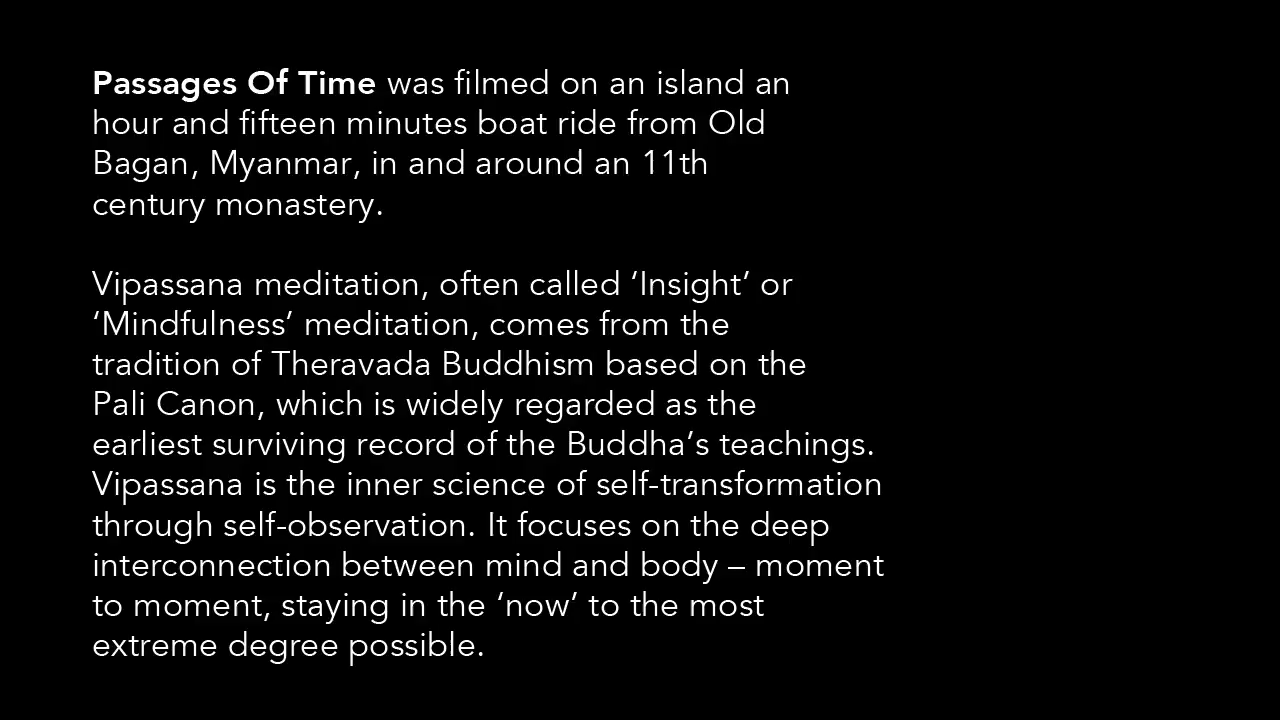 Passages Of Time was filmed on an island an
hour and fifteen minutes boat ride from Old
Bagan, Myanmar, in and around an 11th
century monastery.
Vipassana meditation, often called ‘Insight’ or
‘Mindfulness’ meditation, comes from the
tradition of Theravada Buddhism based on the
Pali Canon, which is widely regarded as the
earliest surviving record of the Buddha’s teachings.
Vipassana is the inner science of self-transformation
through self-observation. It focuses on the deep
interconnection between mind and body – moment
to moment, staying in the ‘now’ to the most
extreme degree possible.